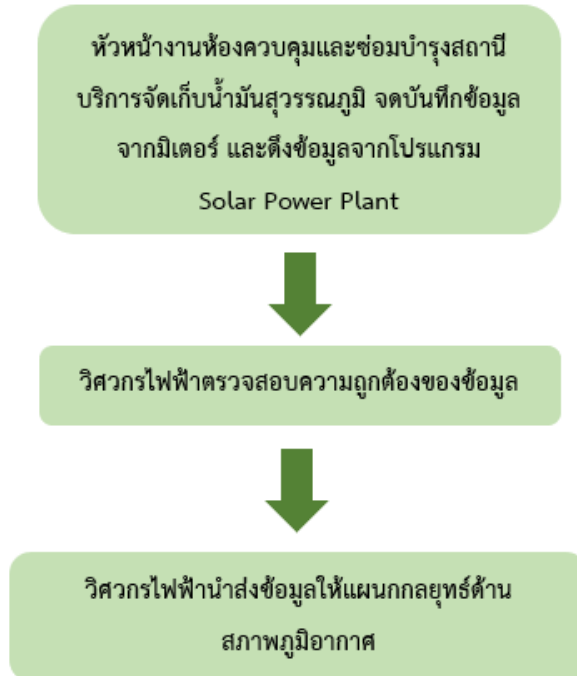 หัวหน้างานห้องควบคุมและซ่อมบำรุงสถานี
บริการจัดเก็บน้ำมันสุวรรณภูมิ จดบันทึกข้อมูล
จากมิเตอร์ และดึงข้อมูลจากโปรแกรม
Solar Power Plant
วิศวกรไฟฟ้าตรวจสอบความถูกต้องของข้อมูล
วิศวกรไฟฟ้านำส่งข้อมูลให้แผนกกลยุทธ์ด้าน
สภาพภูมิอากาศ